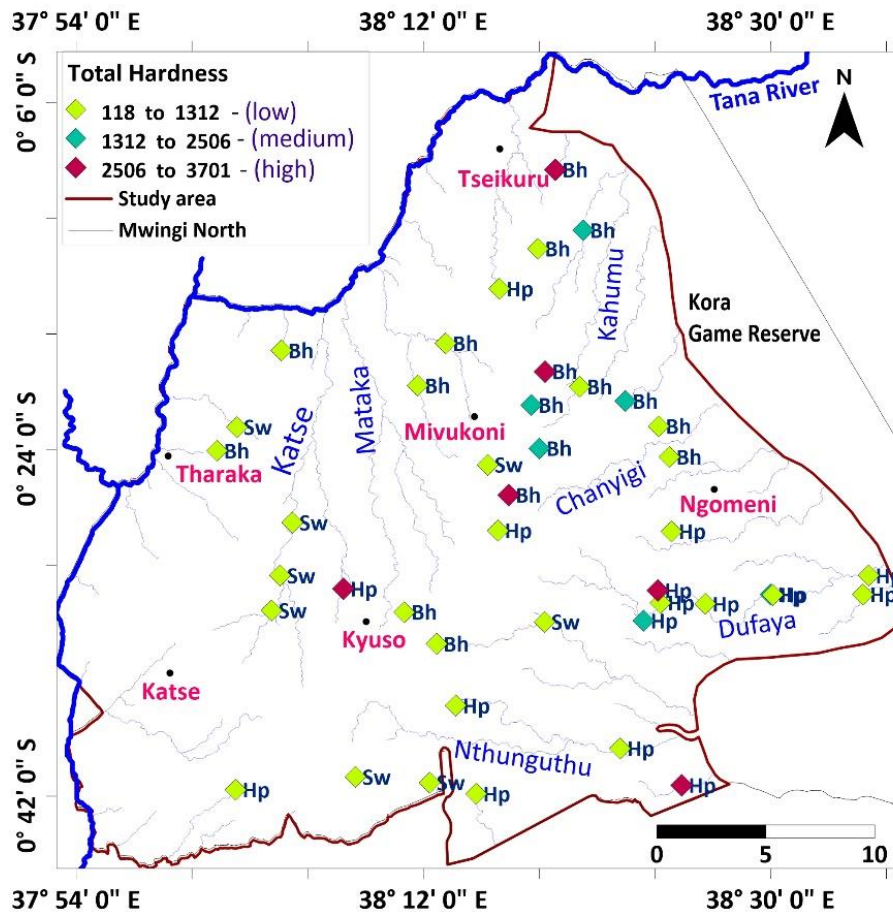 37° 54' 0" E 38° 12' 0" E 38° 30' 0" E
0° 6' 0" S
Total Hardness
118 to 1312 - (low)
1312 to 2506 - (medium)
2506 to 3701 - (high)
Study area
Mwingi North
Tana River
N
Tseikuru
Bh
Bh
Bh
Kahumu
Hp
Kora
Game Reserve
Bh
Bh
Bh
Bh
Bh
Bh
Bh
Katse
Mataka
Mivukoni
Sw
Bh
Bh
Bh
0° 24' 0" S
Bh
Tharaka
Sw
Chanyigi
Bh
Ngomeni
Sw
Hp
Hp
Sw
Hp
Hp
Hp
Hp
Hp
Hp
Sw
Bh
Sw
Hp
Dufaya
Kyuso
Bh
Katse
Hp
Nthunguthu
Hp
Sw
Sw
Hp
Hp
Hp
0° 42' 0" S
0 5 10
37° 54' 0" E 38° 12' 0" E 38° 30' 0" E